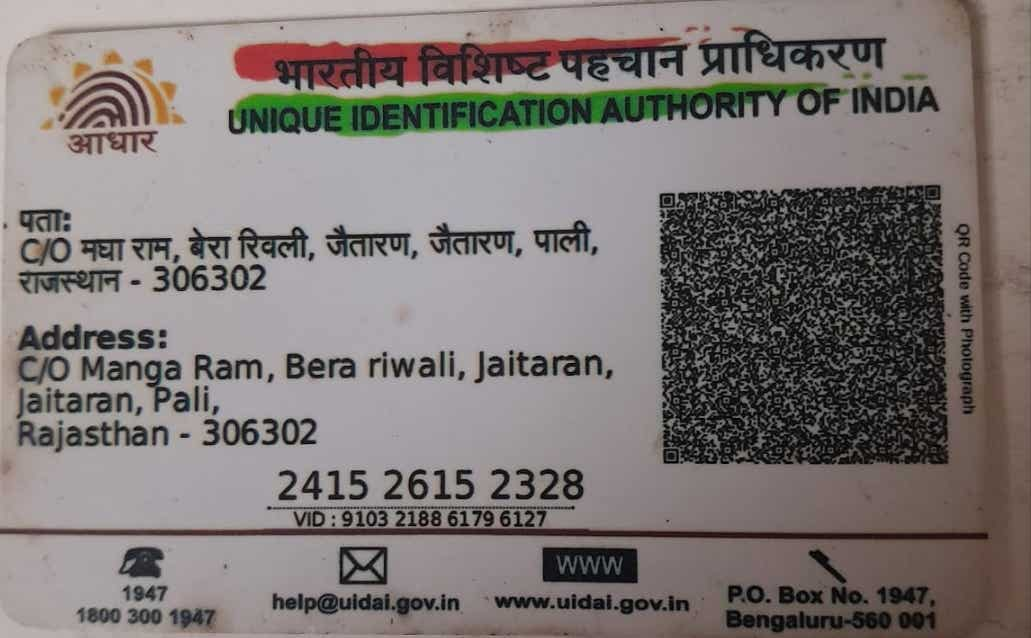 भारतीय विशिष्ट पहचान प्राधिकरण
UNIQUE IDENTIFICATION AUTHORITY OF INDIA
आधार
पता:
C/O मघा राम, बेरा रिवली, जैतारण, जैतारण, पाली,
राजस्थान - 306302
Address:
C/O Manga Ram, Bera riwali, Jaitaran,
Jaitaran, Pali,
Rajasthan - 306302
QR Code with Photograph
2415 2615 2328
VID : 9103 2188 6179 6127
1947
1800 300 1947
help@uidai.gov.in
WWW
www.uidai.gov.in
P.O. Box No. 1947,
Bengaluru-560 001